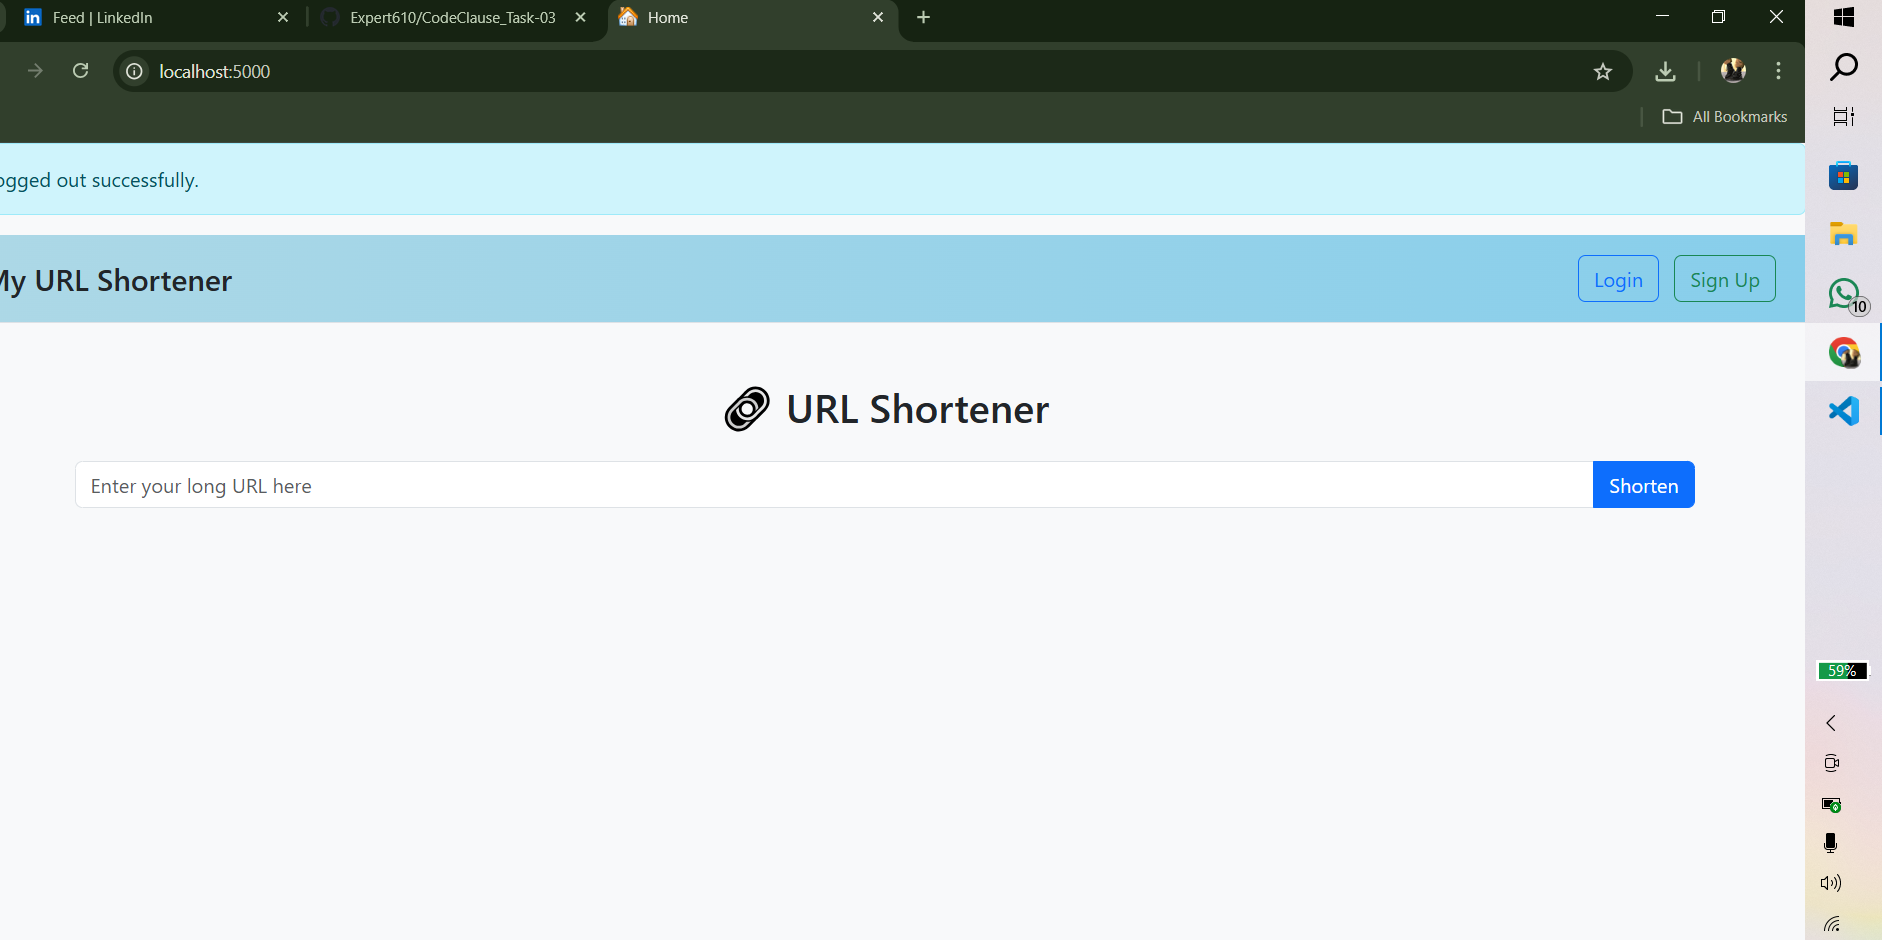 Feed | LinkedIn
Expert610/CodeClause_Task-03
Home
localhost:5000
All Bookmarks
ogged out successfully.
My URL Shortener
Login
Sign Up
URL Shortener
Enter your long URL here
Shorten
10
59%